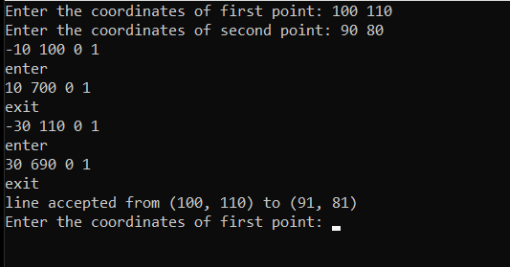 Enter the coordinates of first point: 100 110
Enter the coordinates of second point: 90 80
-10 100 0 1
enter
10 700 0 1
exit
-30 110 0 1
enter
30 690 0 1
exit
line accepted from (100, 110) to (91, 81)
Enter the coordinates of first point: